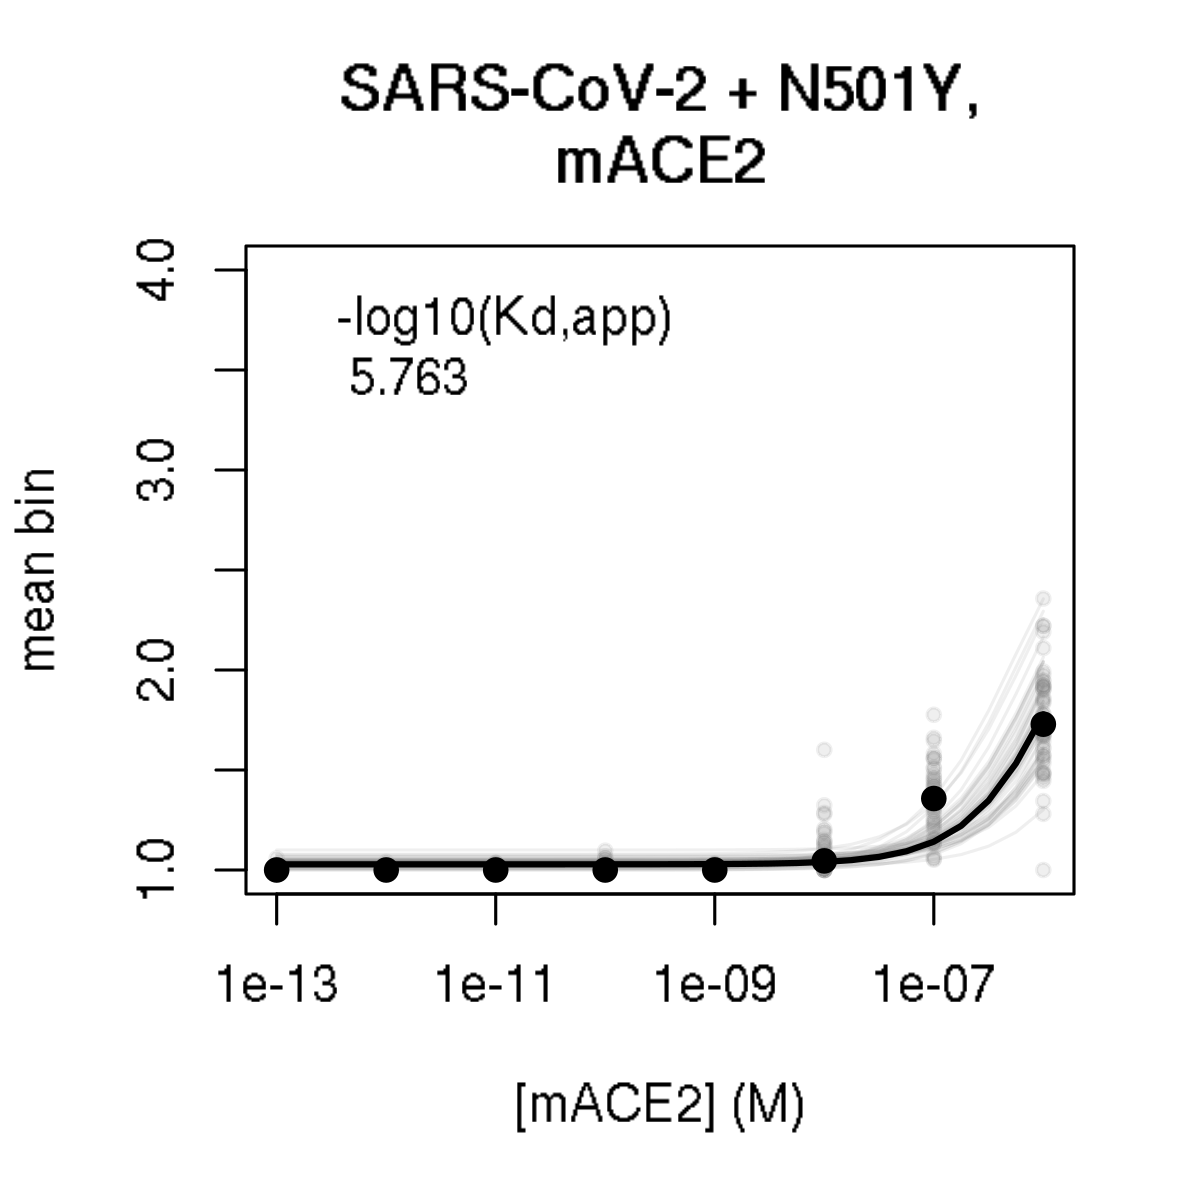 SARS-CoV-2 + N501Y,
mACE2
-log10(Kd,app)
5.763
4.0
3.0
2.0
1.0
mean bin
1e-13
1e-11
1e-09
1e-07
[mACE2] (M)